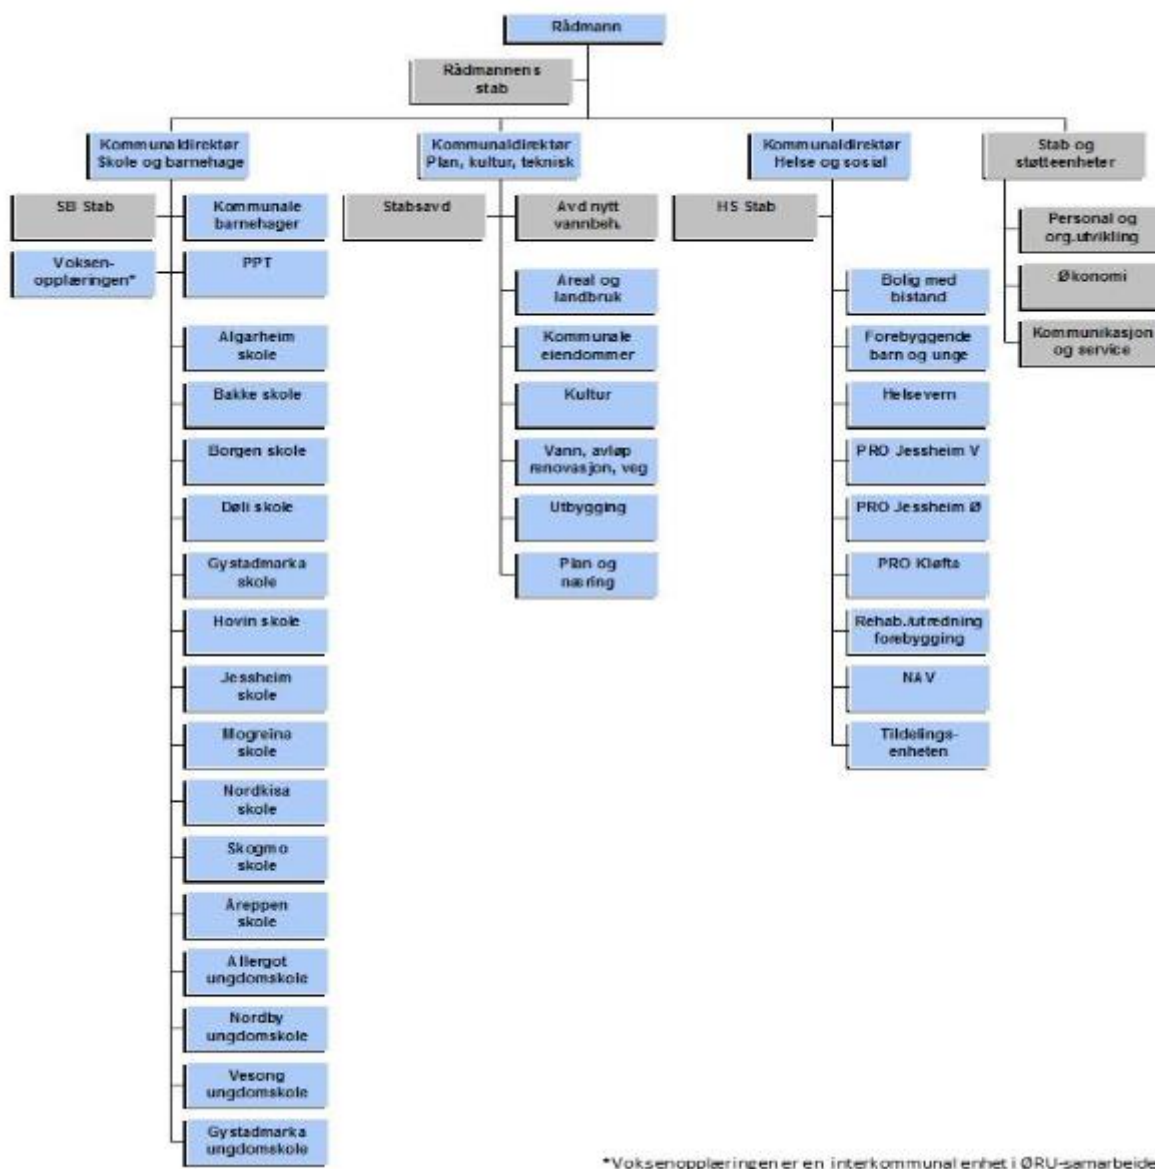 Rådmann
Rådmannens
stab
Kommunaldirektør
Skole og barnehage
Kommunaldirektør
Plan, kultur, teknisk
Kommunaldirektør
Helse og sosial
Stab og
støtteenheter
SB Stab
Kommunale
barnehager
Voksen-
opplæringen*
PPT
Algarheim
skole
Bakke skole
Borgen skole
Døli skole
Gystadmarka
skole
Hovin skole
Jessheim
skole
Mogreina
skole
Nordkisa
skole
Skogmo
skole
Åreppen
skole
Allergot
ungdomskole
Nordby
ungdomskole
Vesong
ungdomskole
Gystadmarka
ungdomskole
Stabsavd
Avd nytt
vannbeh.
Areal og
landbruk
Kommunale
eiendommer
Kultur
Vann, avløp
renovasjon, veg
Utbygging
Plan og
næring
HS Stab
Bolig med
bistand
Forebyggende
barn og unge
Helsevern
PRO Jessheim V
PRO Jessheim Ø
PRO Kløfta
Rehab./utredning
forebygging
NAV
Tildelings-
enheten
Personal og
org.utvikling
Økonomi
Kommunikasjon
og service
*Voksenopplæringen er en interkommunal enhet i ØRU-samarbeide